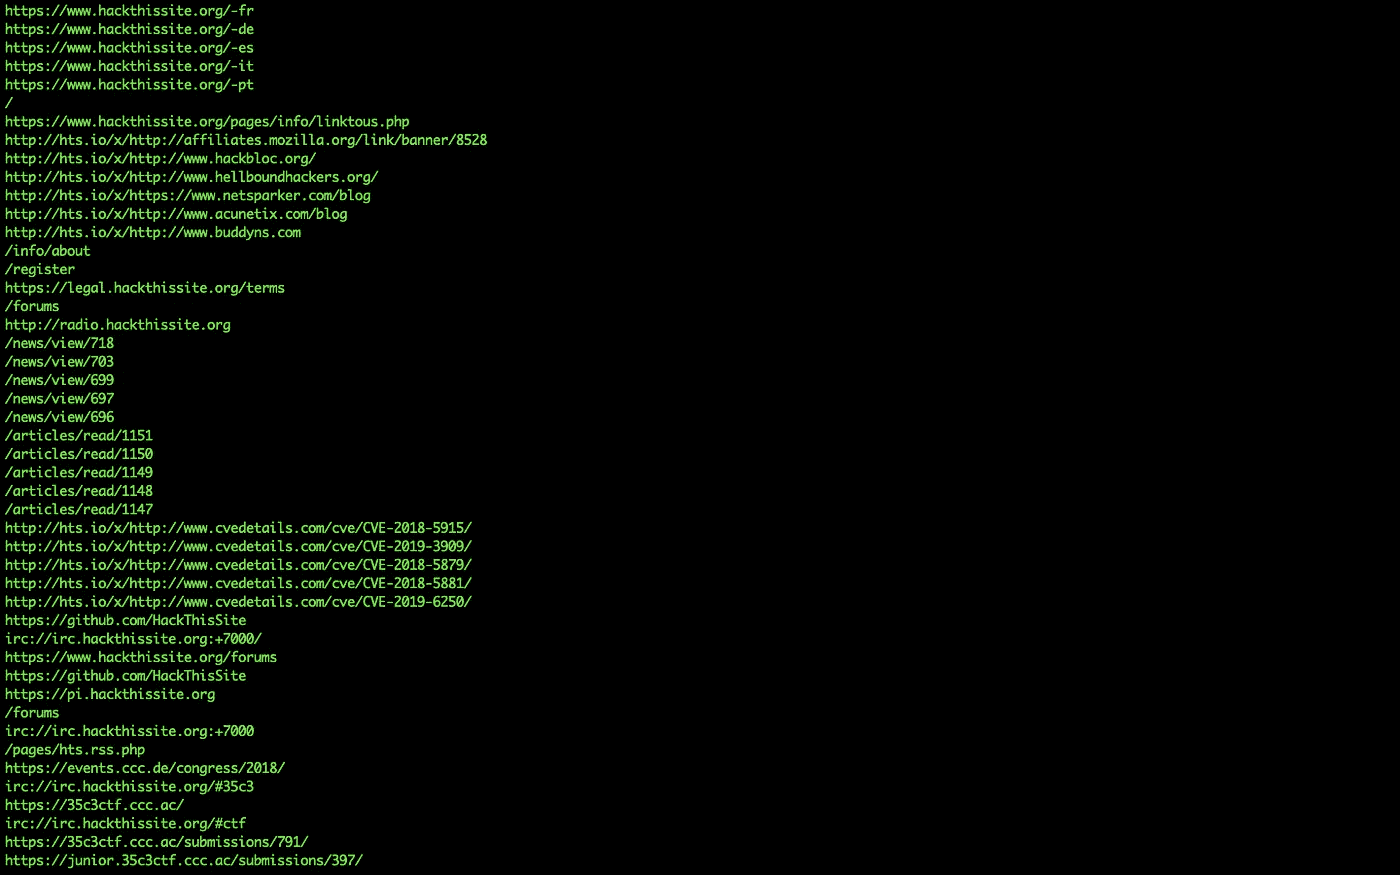 https://www.hackthissite.org/-fr
https://www.hackthissite.org/-de
https://www.hackthissite.org/-es
https://www.hackthissite.org/-it
https://www.hackthissite.org/-pt
/
https://www.hackthissite.org/pages/info/linktous.php
http://hts.io/x/http://affiliates.mozilla.org/link/banner/8528
http://hts.io/x/http://www.hackbloc.org/
http://hts.io/x/http://www.hellboundhackers.org/
http://hts.io/x/https://www.netsparker.com/blog
http://hts.io/x/http://www.acunetix.com/blog
http://hts.io/x/http://www.buddyns.com
/info/about
/register
https://legal.hackthissite.org/terms
/forums
http://radio.hackthissite.org
/news/view/718
/news/view/703
/news/view/699
/news/view/697
/news/view/696
/articles/read/1151
/articles/read/1150
/articles/read/1149
/articles/read/1148
/articles/read/1147
http://hts.io/x/http://www.cvedetails.com/cve/CVE-2018-5915/
http://hts.io/x/http://www.cvedetails.com/cve/CVE-2019-3909/
http://hts.io/x/http://www.cvedetails.com/cve/CVE-2018-5879/
http://hts.io/x/http://www.cvedetails.com/cve/CVE-2018-5881/
http://hts.io/x/http://www.cvedetails.com/cve/CVE-2019-6250/
https://github.com/HackThisSite
irc://irc.hackthissite.org:+7000/
https://www.hackthissite.org/forums
https://github.com/HackThisSite
https://pi.hackthissite.org
/forums
irc://irc.hackthissite.org:+7000
/pages/hts.rss.php
https://events.ccc.de/congress/2018/
irc://irc.hackthissite.org/#35c3
https://35c3ctf.ccc.ac/
irc://irc.hackthissite.org/#ctf
https://35c3ctf.ccc.ac/submissions/791/
https://junior.35c3ctf.ccc.ac/submissions/397/